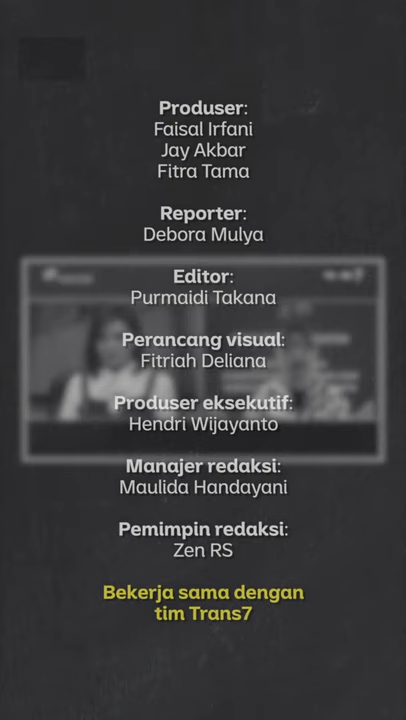 Produser:
Faisal Irfani
Jay Akbar
Fitra Tama
Reporter:
Debora Mulya
Editor:
Purmaidi Takana
Perancang visual:
Fitriah Deliana
Produser eksekutif:
Hendri Wijayanto
Manajer redaksi:
Maulida Handayani
Pemimpin redaksi:
Zen RS
Bekerja sama dengan
tim Trans7